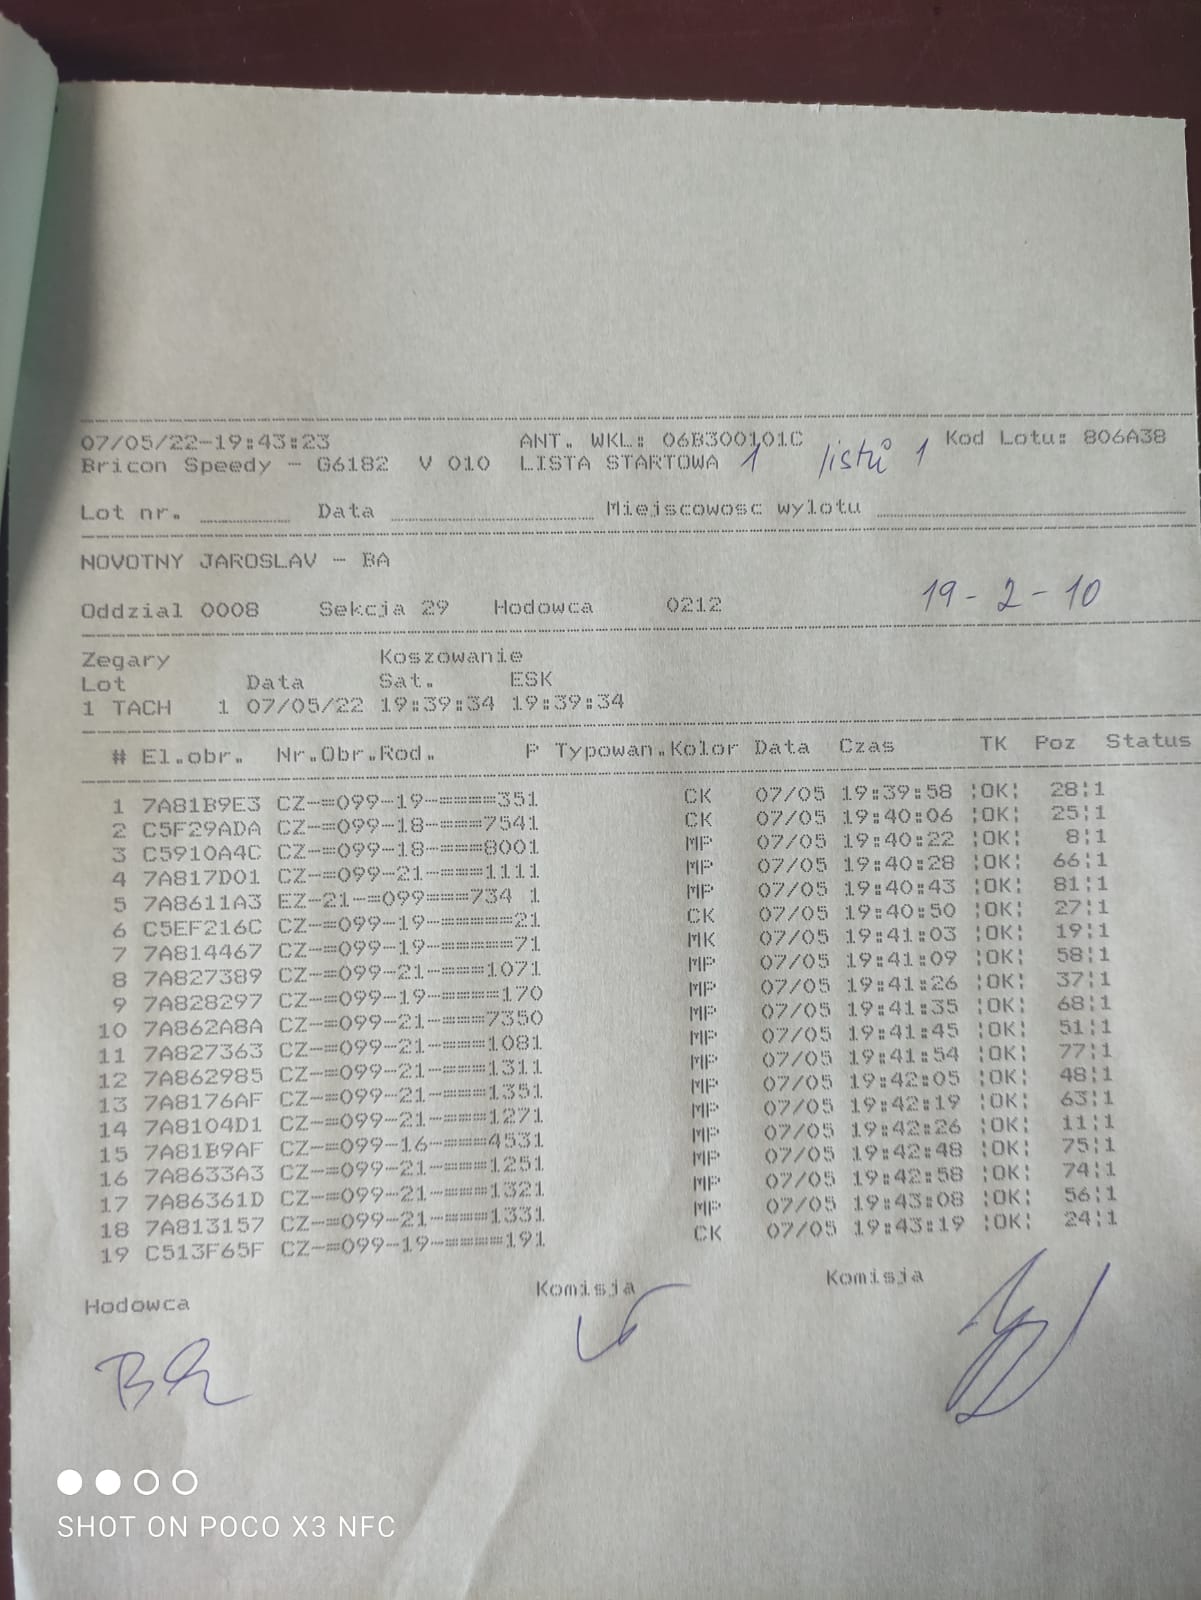 07/05/22-19:43:23 ANT. WKL: 06B300101C Kod Lotu: 806A38
Bricon Speedy - G6182 V 010 LISTA STARTOWA 1 listů 1
Lot nr. Data Miejscowosc wylotu
NOVOTNY JAROSLAV - BA
Oddzial 0008 Sekcja 29 Hodowca 0212 19-2-10
Zegary Koszowanie
Lot Data Sat. ESK
1 TACH 1 07/05/22 19:39:34 19:39:34
# El.obr. Nr.Obr.Rod. P Typowan.Kolor Data Czas TK Poz Status
1 7A81B9E3 CZ-=099-19-====351 CK 07/05 19:39:58 ¦OK¦ 28¦1
2 C5F29ADA CZ-=099-18-===7541 CK 07/05 19:40:06 ¦OK¦ 25¦1
3 C5910A4C CZ-=099-18-===8001 MP 07/05 19:40:22 ¦OK¦ 8¦1
4 7A817D01 CZ-=099-21-===1111 MP 07/05 19:40:28 ¦OK¦ 66¦1
5 7A8611A3 EZ-21-=099===734 1 MP 07/05 19:40:43 ¦OK¦ 81¦1
6 C5EF216C CZ-=099-19-=====21 CK 07/05 19:40:50 ¦OK¦ 27¦1
7 7A814467 CZ-=099-19-=====71 MK 07/05 19:41:03 ¦OK¦ 19¦1
8 7A827389 CZ-=099-21-===1071 MP 07/05 19:41:09 ¦OK¦ 58¦1
9 7A828297 CZ-=099-19-====170 MP 07/05 19:41:26 ¦OK¦ 37¦1
10 7A862A8A CZ-=099-21-===7350 MP 07/05 19:41:35 ¦OK¦ 68¦1
11 7A827363 CZ-=099-21-===1081 MP 07/05 19:41:45 ¦OK¦ 51¦1
12 7A862985 CZ-=099-21-===1311 MP 07/05 19:41:54 ¦OK¦ 77¦1
13 7A8176AF CZ-=099-21-===1351 MP 07/05 19:42:05 ¦OK¦ 48¦1
14 7A8104D1 CZ-=099-21-===1271 MP 07/05 19:42:19 ¦OK¦ 63¦1
15 7A81B9AF CZ-=099-16-===4531 MP 07/05 19:42:26 ¦OK¦ 11¦1
16 7A8633A3 CZ-=099-21-===1251 MP 07/05 19:42:48 ¦OK¦ 75¦1
17 7A86361D CZ-=099-21-===1321 MP 07/05 19:42:58 ¦OK¦ 74¦1
18 7A813157 CZ-=099-21-===1331 MP 07/05 19:43:08 ¦OK¦ 56¦1
19 C513F65F CZ-=099-19-====191 CK 07/05 19:43:19 ¦OK¦ 24¦1
Hodowca Komisja Komisja
SHOT ON POCO X3 NFC